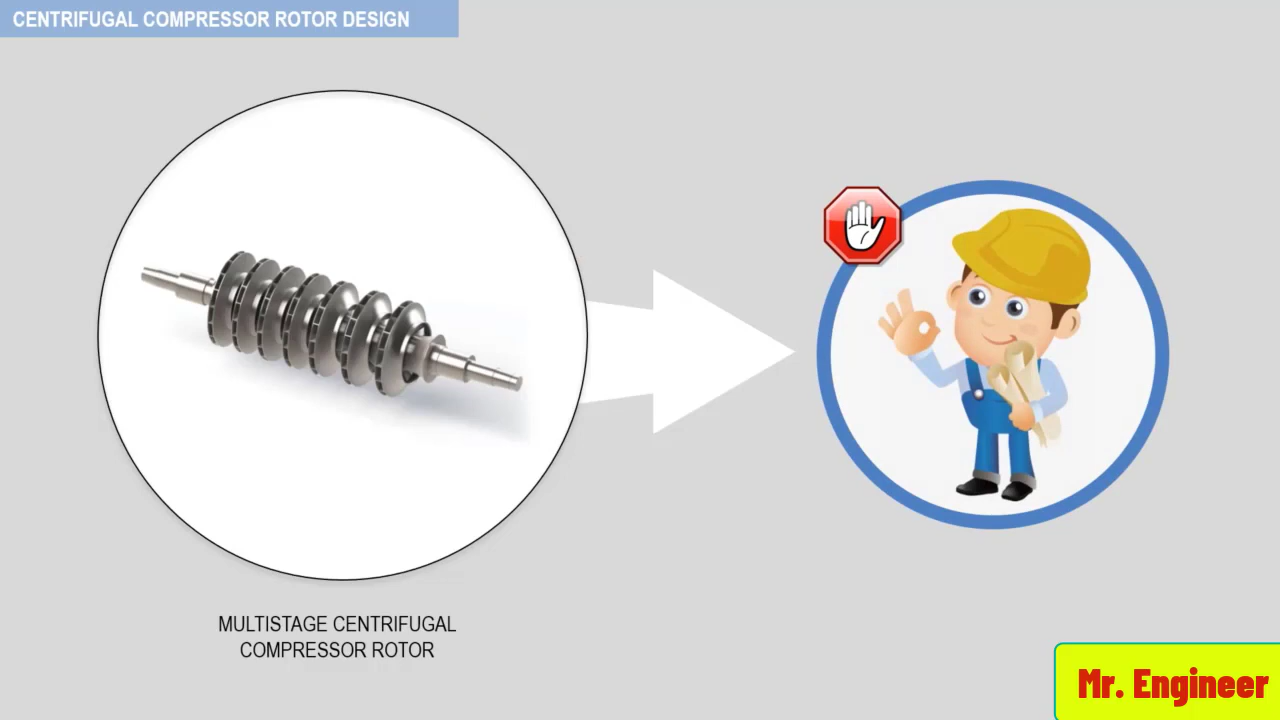 CENTRIFUGAL COMPRESSOR ROTOR DESIGN
MULTISTAGE CENTRIFUGAL
COMPRESSOR ROTOR
Mr. Engineer